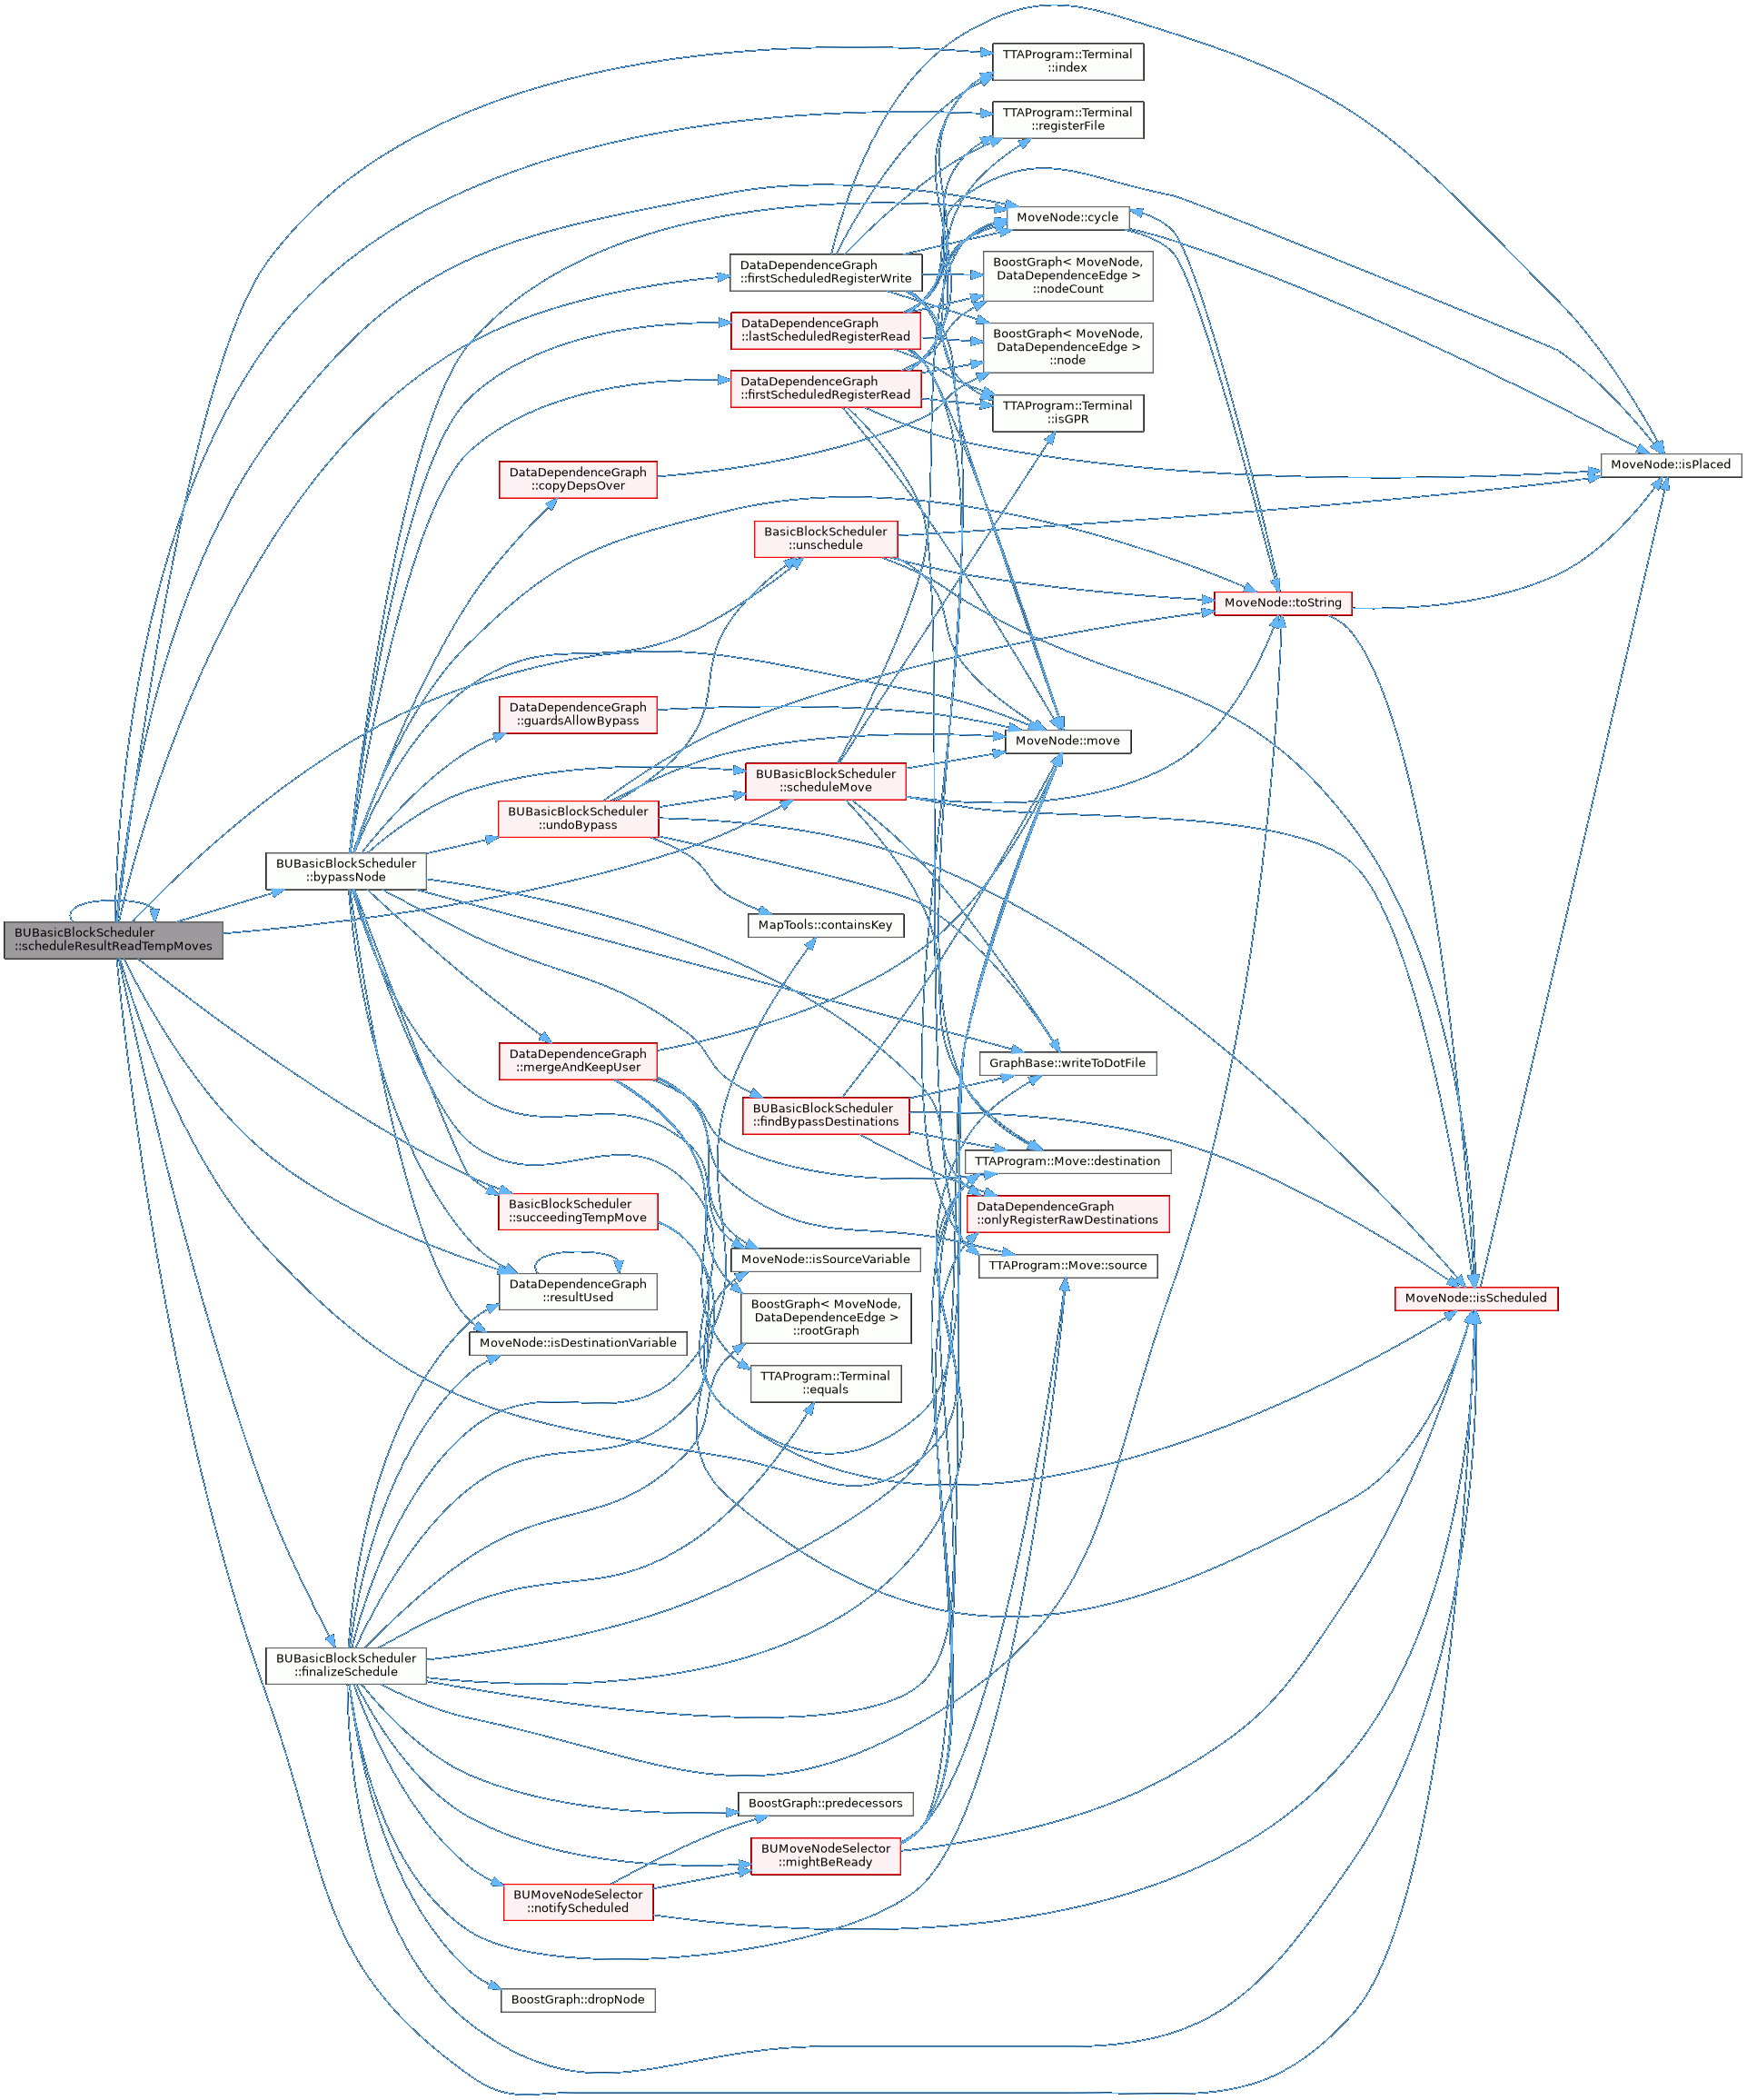 TTAProgram::Terminal
::index
TTAProgram::Terminal
::registerFile
MoveNode::cycle
DataDependenceGraph
::firstScheduledRegisterWrite
BoostGraph< MoveNode,
DataDependenceEdge >
::nodeCount
DataDependenceGraph
::lastScheduledRegisterRead
BoostGraph< MoveNode,
DataDependenceEdge >
::node
DataDependenceGraph
::firstScheduledRegisterRead
TTAProgram::Terminal
::isGPR
MoveNode::isPlaced
DataDependenceGraph
::copyDepsOver
BasicBlockScheduler
::unschedule
MoveNode::toString
DataDependenceGraph
::guardsAllowBypass
MoveNode::move
BUBasicBlockScheduler
::scheduleMove
BUBasicBlockScheduler
::undoBypass
BUBasicBlockScheduler
::bypassNode
MapTools::containsKey
BUBasicBlockScheduler
::scheduleResultReadTempMoves
DataDependenceGraph
::mergeAndKeepUser
GraphBase::writeToDotFile
BUBasicBlockScheduler
::findBypassDestinations
TTAProgram::Move::destination
BasicBlockScheduler
::succeedingTempMove
DataDependenceGraph
::onlyRegisterRawDestinations
MoveNode::isSourceVariable
TTAProgram::Move::source
DataDependenceGraph
::resultUsed
MoveNode::isScheduled
BoostGraph< MoveNode,
DataDependenceEdge >
::rootGraph
MoveNode::isDestinationVariable
TTAProgram::Terminal
::equals
BUBasicBlockScheduler
::finalizeSchedule
BoostGraph::predecessors
BUMoveNodeSelector
::mightBeReady
BUMoveNodeSelector
::notifyScheduled
BoostGraph::dropNode